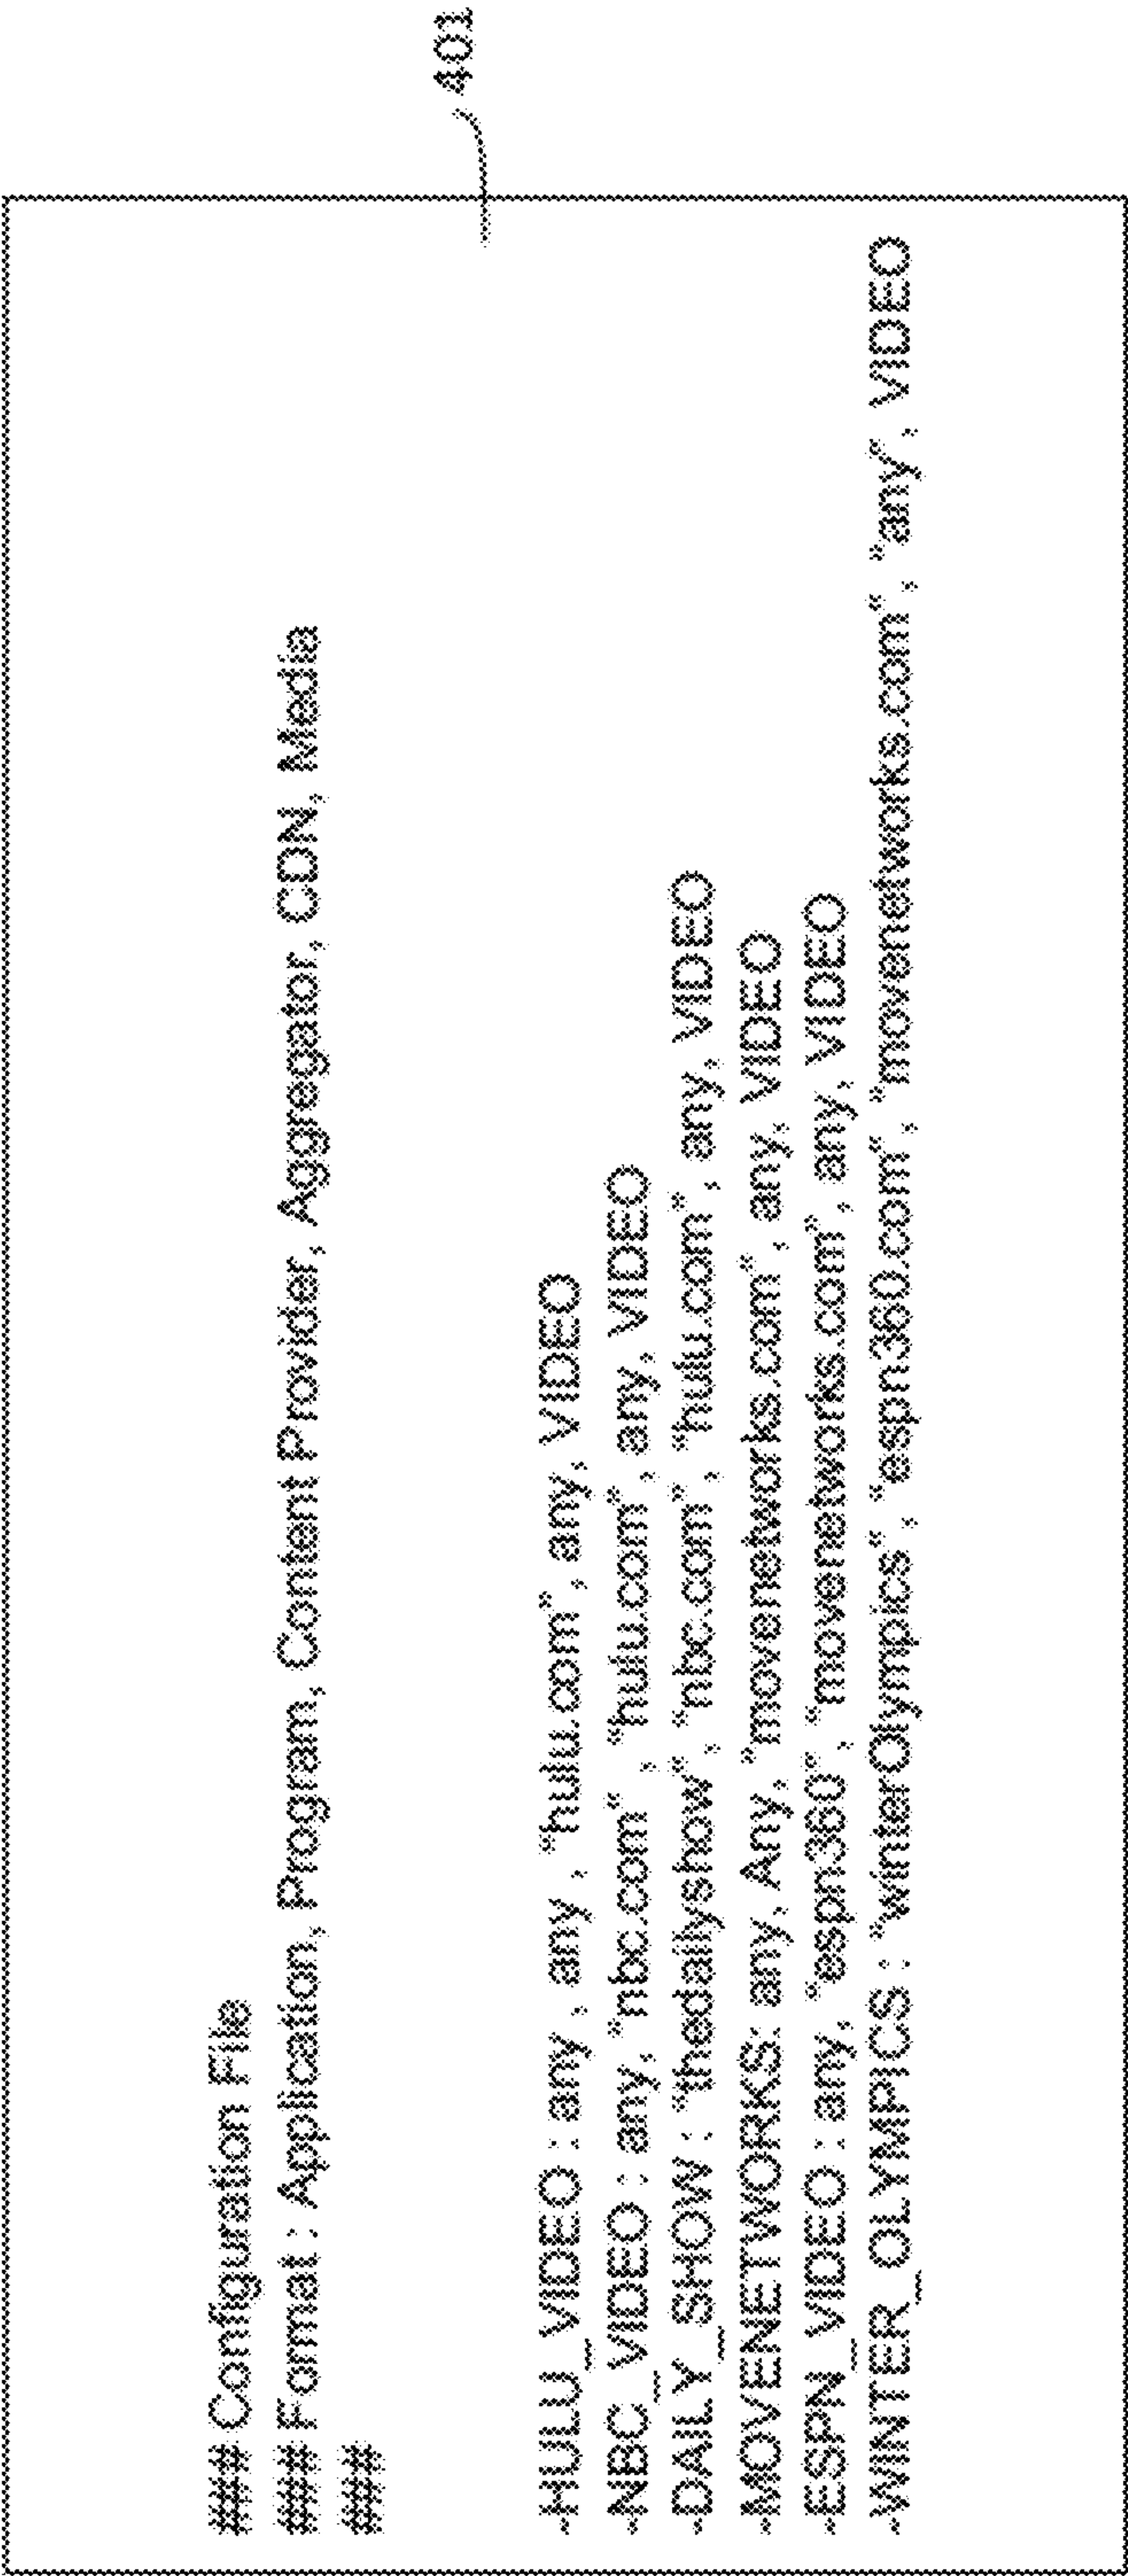 401
### Configuration File
### Format : Application, Program, Content Provider, Aggregator, CDN, Media
###
-HULU_VIDEO : any , any , "hulu.com", any, VIDEO
-NBC_VIDEO : any, "nbc.com" , "hulu.com", any, VIDEO
-DAILY_SHOW : "thedailyshow", "nbc.com", "hulu.com", any, VIDEO
-MOVENETWORKS: any, Any, "movenetworks.com", any, VIDEO
-ESPN_VIDEO : any, "espn360", "movenetworks.com", any, VIDEO
-WINTER_OLYMPICS : "winterOlympics", "espn360.com", "movenetworks.com", "any", VIDEO